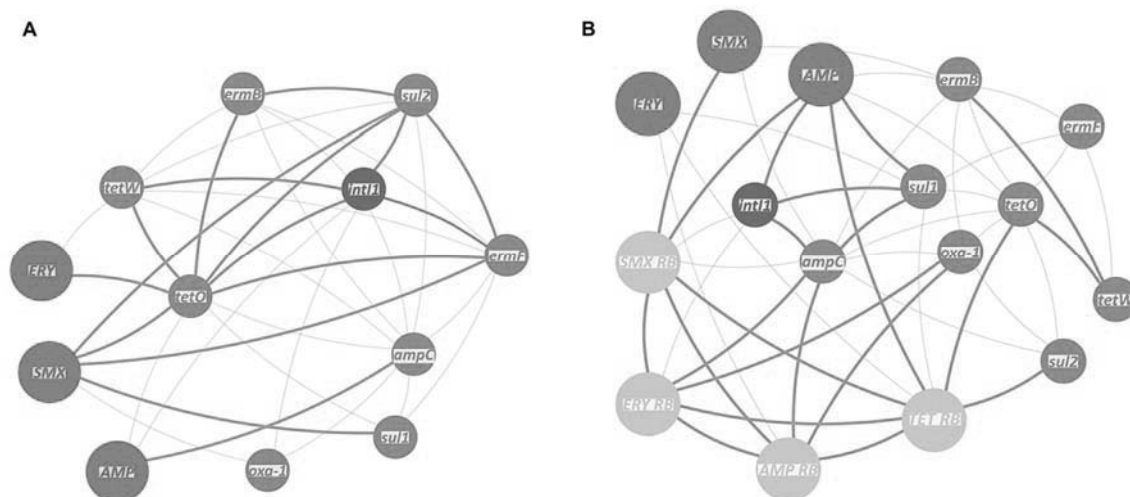 A
ermB
sul2
tetW
intI1
ERY
tetO
ermF
SMX
ampC
sul1
AMP
oxa-1
B
SMX
AMP
ermB
ERY
ermF
sul1
intI1
tetO
SMX RB
ampC
oxa-1
tetW
sul2
ERY RB
TET RB
AMP RB